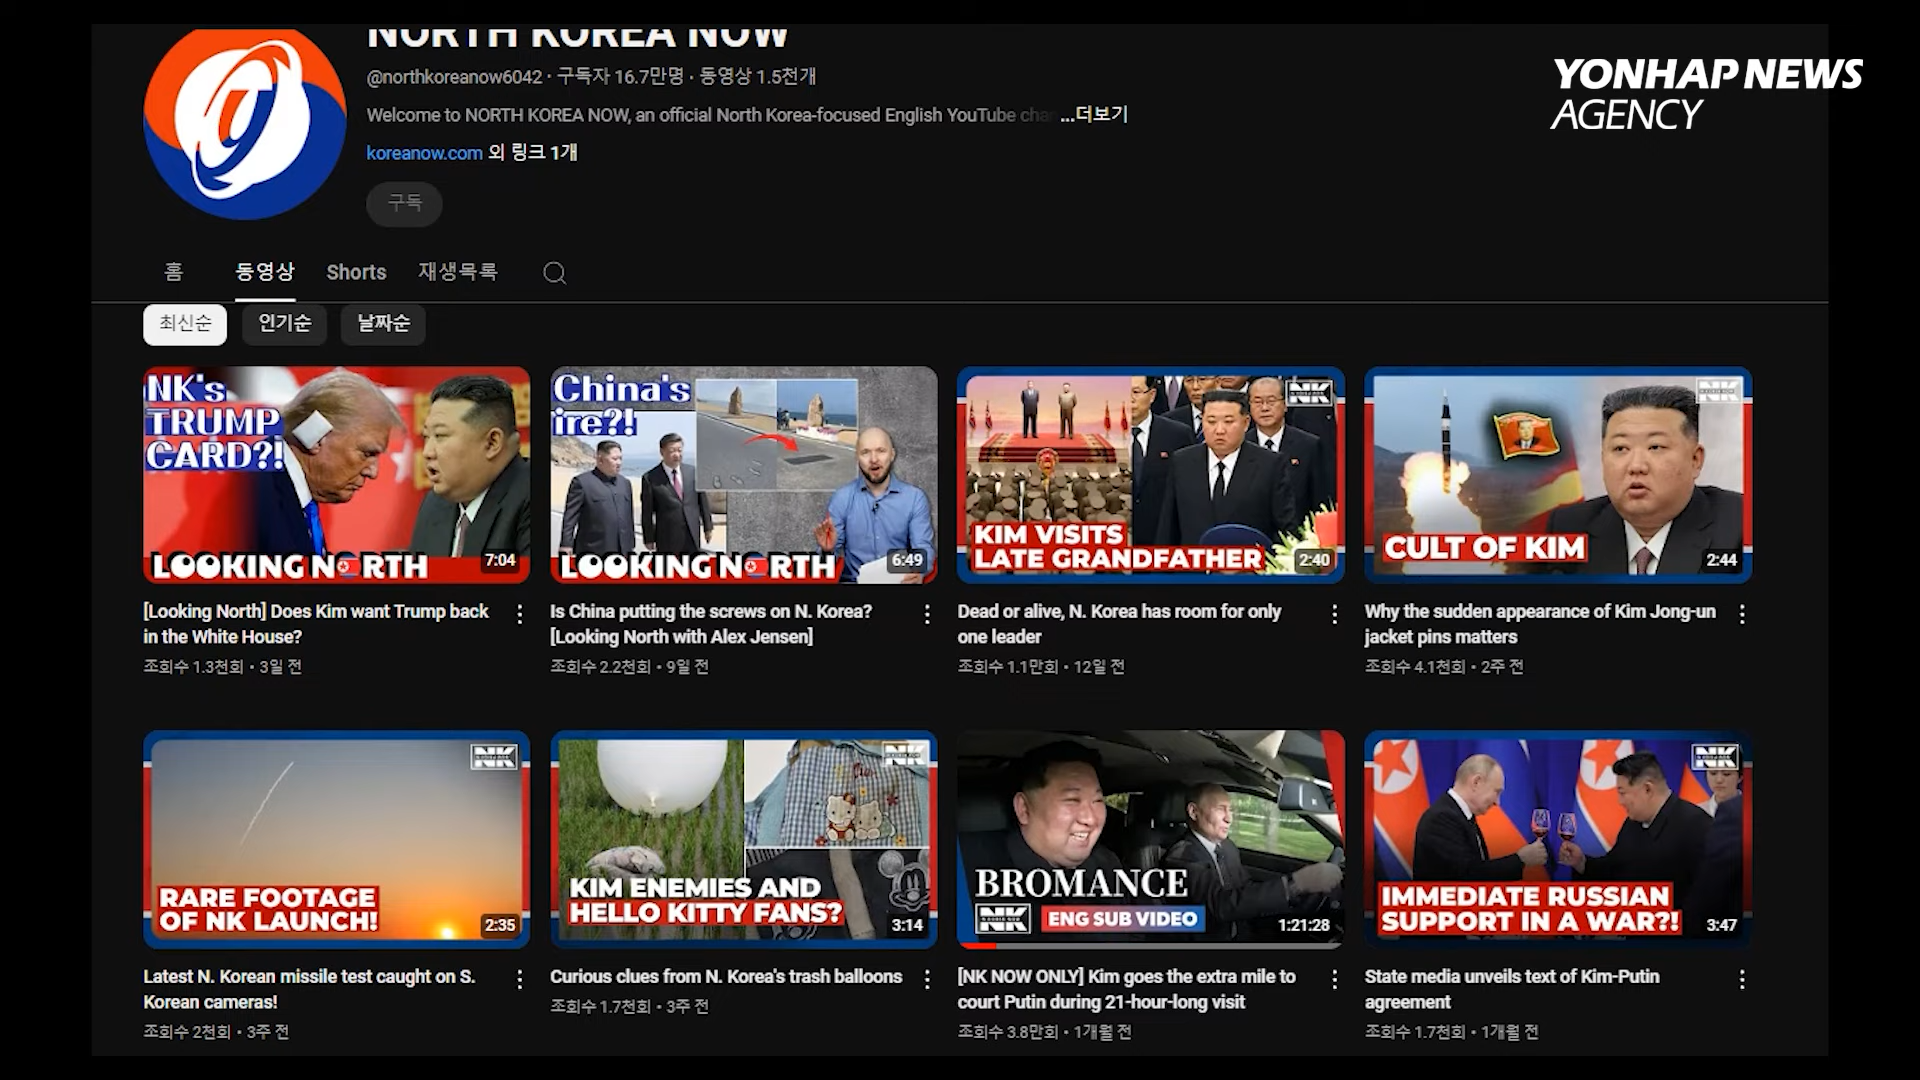 NORTH KOREA NOW
YONHAP NEWS
AGENCY
@northkoreanow6042 · 구독자 16.7만명 · 동영상 1.5천개
Welcome to NORTH KOREA NOW, an official North Korea-focused English YouTube cha ...더보기
koreanow.com 외 링크 1개
구독
홈 동영상 Shorts 재생목록
최신순 인기순 날짜순
NK's
TRUMP
CARD?!
LOOKING NORTH
7:04
China's
ire?!
LOOKING NORTH
6:49
NK
KIM VISITS
LATE GRANDFATHER
2:40
NK
CULT OF KIM
2:44
[Looking North] Does Kim want Trump back
in the White House?
조회수 1.3천회 · 3일 전
Is China putting the screws on N. Korea?
[Looking North with Alex Jensen]
조회수 2.2천회 · 9일 전
Dead or alive, N. Korea has room for only
one leader
조회수 1.1만회 · 12일 전
Why the sudden appearance of Kim Jong-un
jacket pins matters
조회수 4.1천회 · 2주 전
NK
RARE FOOTAGE
OF NK LAUNCH!
2:35
NK
KIM ENEMIES AND
HELLO KITTY FANS?
3:14
BROMANCE
NK
ENG SUB VIDEO
1:21:28
NK
IMMEDIATE RUSSIAN
SUPPORT IN A WAR?!
3:47
Latest N. Korean missile test caught on S.
Korean cameras!
조회수 2천회 · 3주 전
Curious clues from N. Korea's trash balloons
조회수 1.7천회 · 3주 전
[NK NOW ONLY] Kim goes the extra mile to
court Putin during 21-hour-long visit
조회수 3.8만회 · 1개월 전
State media unveils text of Kim-Putin
agreement
조회수 1.7천회 · 1개월 전